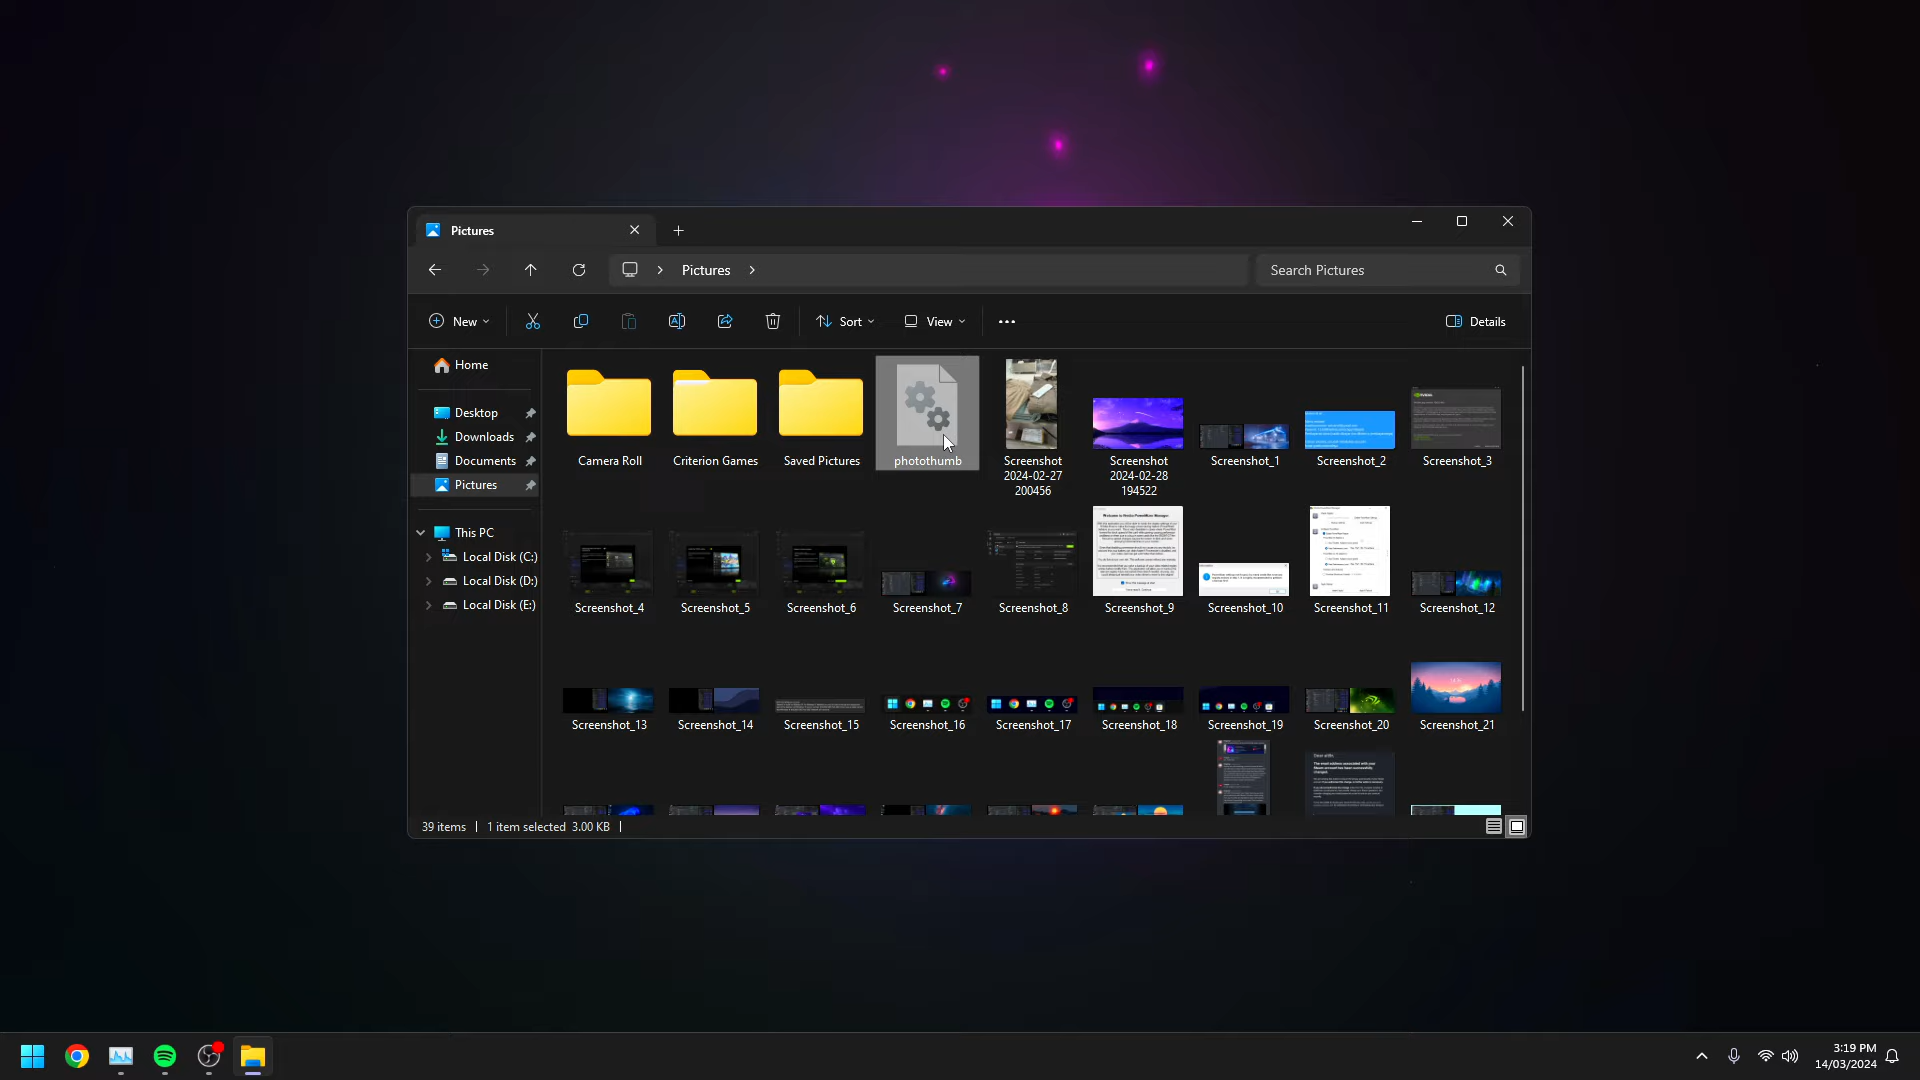 Pictures
Pictures
Search Pictures
New
Sort
View
Details
Home
Desktop
Downloads
Documents
Pictures
This PC
Local Disk (C:)
Local Disk (D:)
Local Disk (E:)
Camera Roll
Criterion Games
Saved Pictures
photothumb
Screenshot
2024-02-27
200456
Screenshot
2024-02-28
194522
Screenshot_1
Screenshot_2
Screenshot_3
Screenshot_4
Screenshot_5
Screenshot_6
Screenshot_7
Screenshot_8
Screenshot_9
Screenshot_10
Screenshot_11
Screenshot_12
Screenshot_13
Screenshot_14
Screenshot_15
Screenshot_16
Screenshot_17
Screenshot_18
Screenshot_19
Screenshot_20
Screenshot_21
39 items
1 item selected 3.00 KB
3:19 PM
14/03/2024